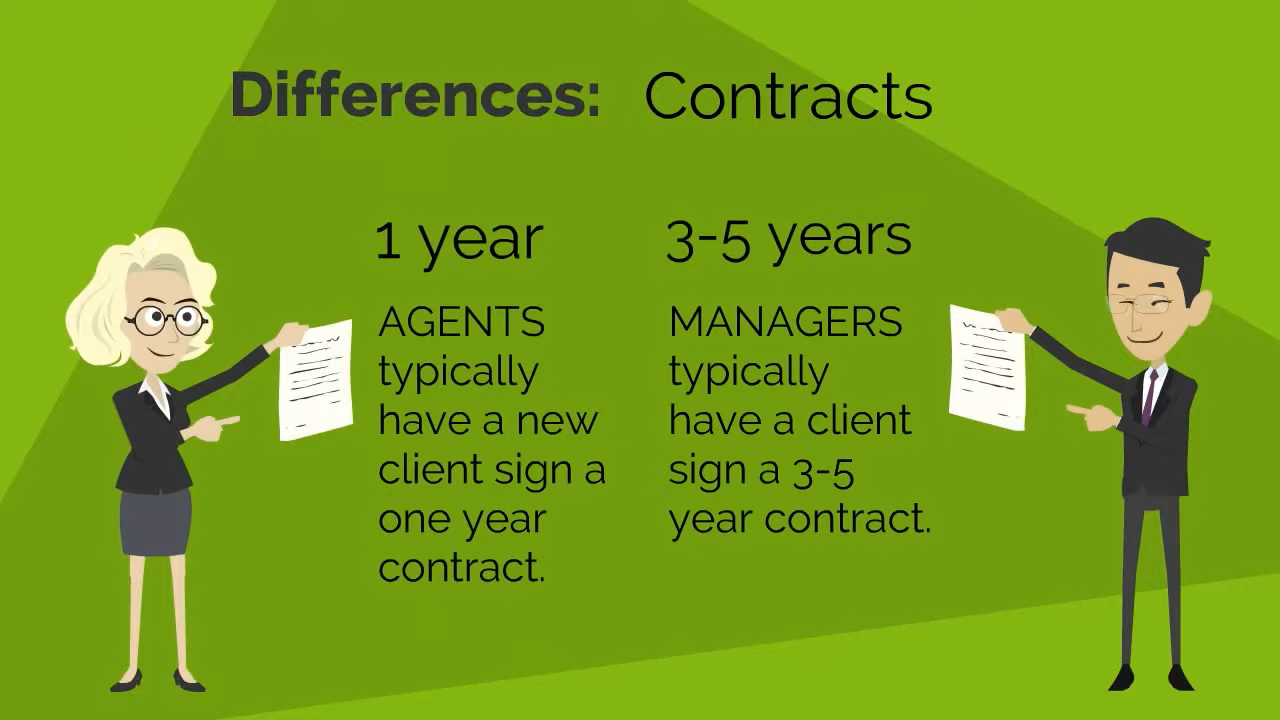 Differences: Contracts
1 year
AGENTS
typically
have a new
client sign a
one year
contract.
3-5 years
MANAGERS
typically
have a client
sign a 3-5
year contract.